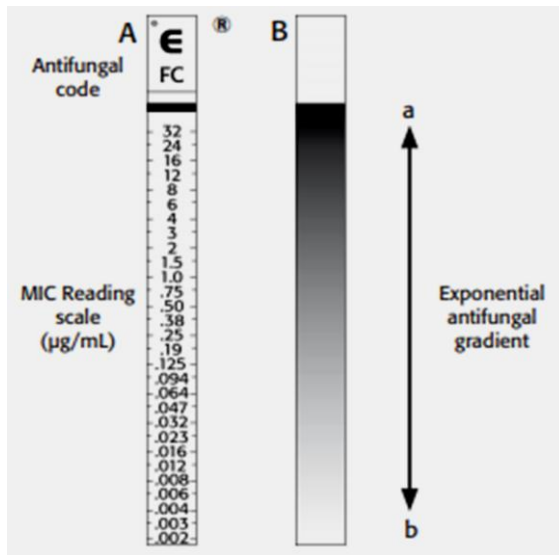 A
B
®
ϵ
FC
Antifungal
code
32
24
16
12
8
6
4
3
2
1.5
1.0
.75
.50
.38
.25
.19
.125
.094
.064
.047
.032
.023
.016
.012
.008
.006
.004
.003
.002
MIC Reading
scale
(µg/mL)
a
Exponential
antifungal
gradient
b